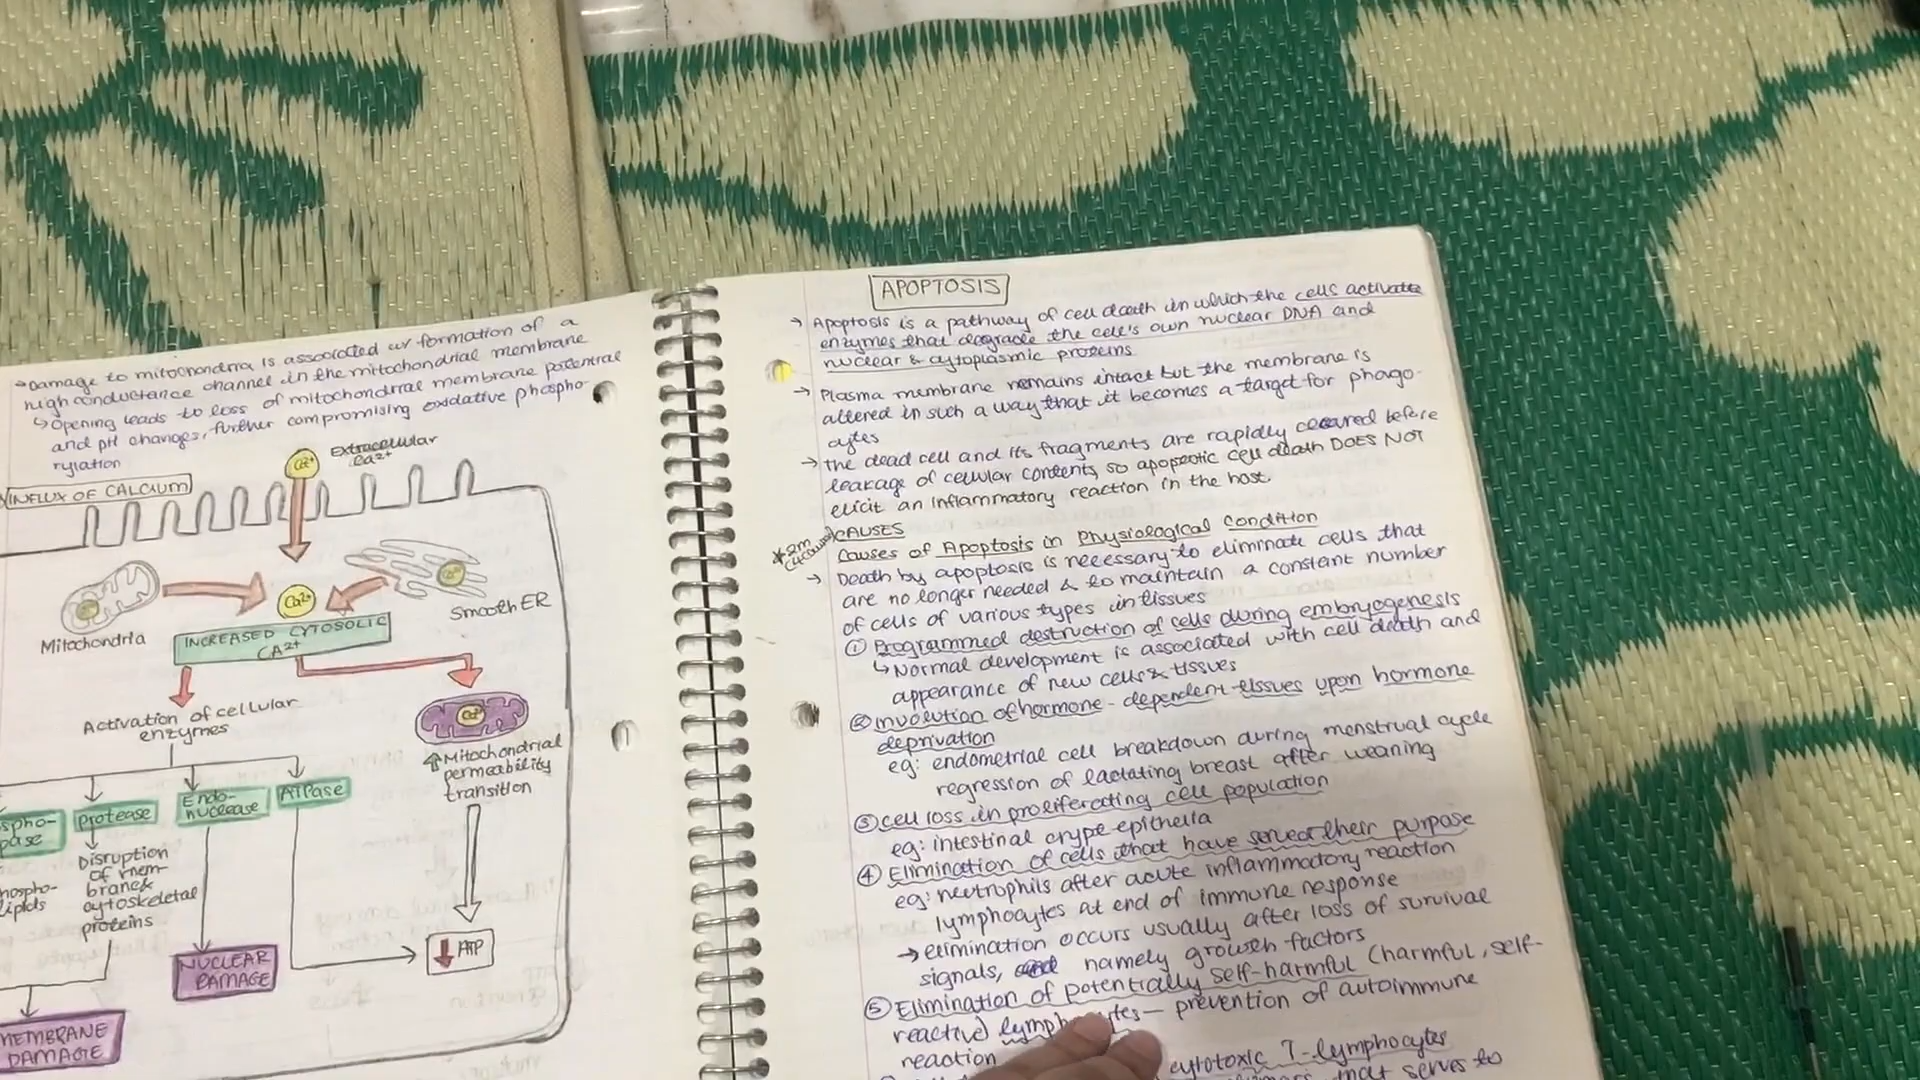 → Damage to mitochondria is associated w formation of a
high conductance channel in the mitochondrial membrane
↳ Opening leads to loss of mitochondrial membrane potential
and pH changes, further compromising oxidative phospho-
rylation
INFLUX OF CALCIUM
Extracellular
Ca2+
Ca2+
Mitochondria
Ca2+
Smooth ER
INCREASED CYTOSOLIC
CA2+
Activation of cellular
enzymes
Ca2+
↑ Mitochondrial
permeability
transition
spho-
pase
hospho-
lipids
protease
Disruption
of mem-
brane &
cytoskeletal
proteins
Endo-
nuclease
ATPase
↓ ATP
NUCLEAR
DAMAGE
MEMBRANE
DAMAGE
APOPTOSIS
→ Apoptosis is a pathway of cell death in which the cells activate
enzymes that degrade the cell's own nuclear DNA and
nuclear & cytoplasmic proteins
→ Plasma membrane remains intact but the membrane is
altered in such a way that it becomes a target for phago-
cytes
→ the dead cell and its fragments are rapidly cleared before
leakage of cellular contents, so apoptotic cell death DOES NOT
elicit an inflammatory reaction in the host.
CAUSES
Causes of Apoptosis in Physiological Condition
→ Death by apoptosis is necessary to eliminate cells that
are no longer needed & to maintain a constant number
of cells of various types in tissues
① Programmed destruction of cells during embryogenesis
↳ Normal development is associated with cell death and
appearance of new cells & tissues
② Involution of hormone-dependent tissues upon hormone
deprivation
eg: endometrial cell breakdown during menstrual cycle
regression of lactating breast after weaning
③ cell loss in proliferating cell population
eg: intestinal crypt epithelia
④ Elimination of cells that have served their purpose
eg: neutrophils after acute inflammatory reaction
lymphocytes at end of immune response
→ elimination occurs usually after loss of survival
signals, namely growth factors
⑤ Elimination of potentially self-harmful (harmful, self-
reactive) lymphocytes — prevention of autoimmune
reaction
cytotoxic T-lymphocytes
that serves to